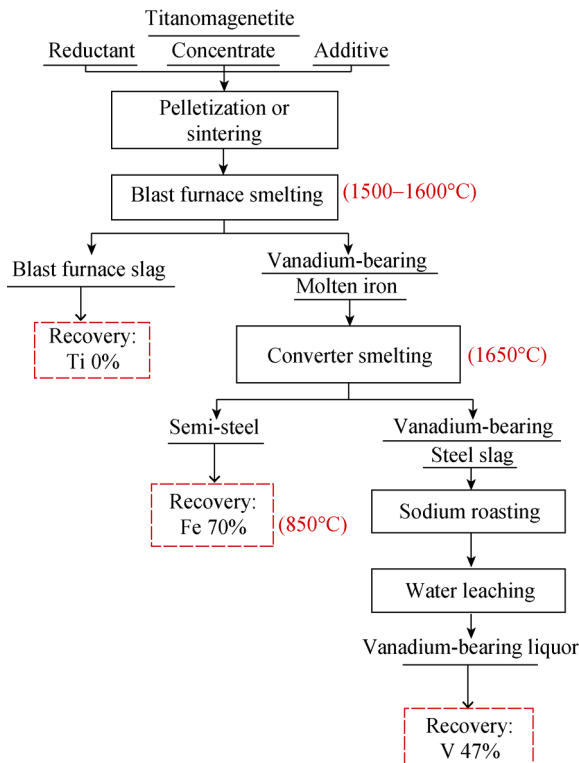 Titanomagenetite
Reductant Concentrate Additive
Pelletization or
sintering
Blast furnace smelting (1500–1600°C)
Blast furnace slag
Vanadium-bearing
Molten iron
Recovery:
Ti 0%
Converter smelting (1650°C)
Semi-steel
Vanadium-bearing
Steel slag
Recovery:
Fe 70%
(850°C)
Sodium roasting
Water leaching
Vanadium-bearing liquor
Recovery:
V 47%